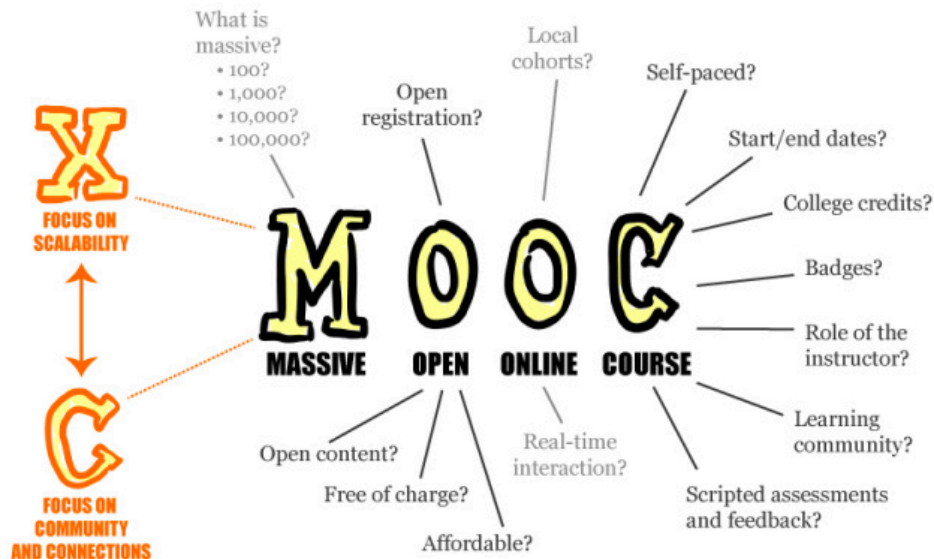 What is
massive?
• 100?
• 1,000?
• 10,000?
• 100,000?
Open
registration?
Local
cohorts?
Self-paced?
Start/end dates?
College credits?
Badges?
Role of the
instructor?
Learning
community?
Scripted assessments
and feedback?
X
FOCUS ON
SCALABILITY
C
FOCUS ON
COMMUNITY
AND CONNECTIONS
MOOC
MASSIVE OPEN ONLINE COURSE
Open content?
Free of charge?
Affordable?
Real-time
interaction?